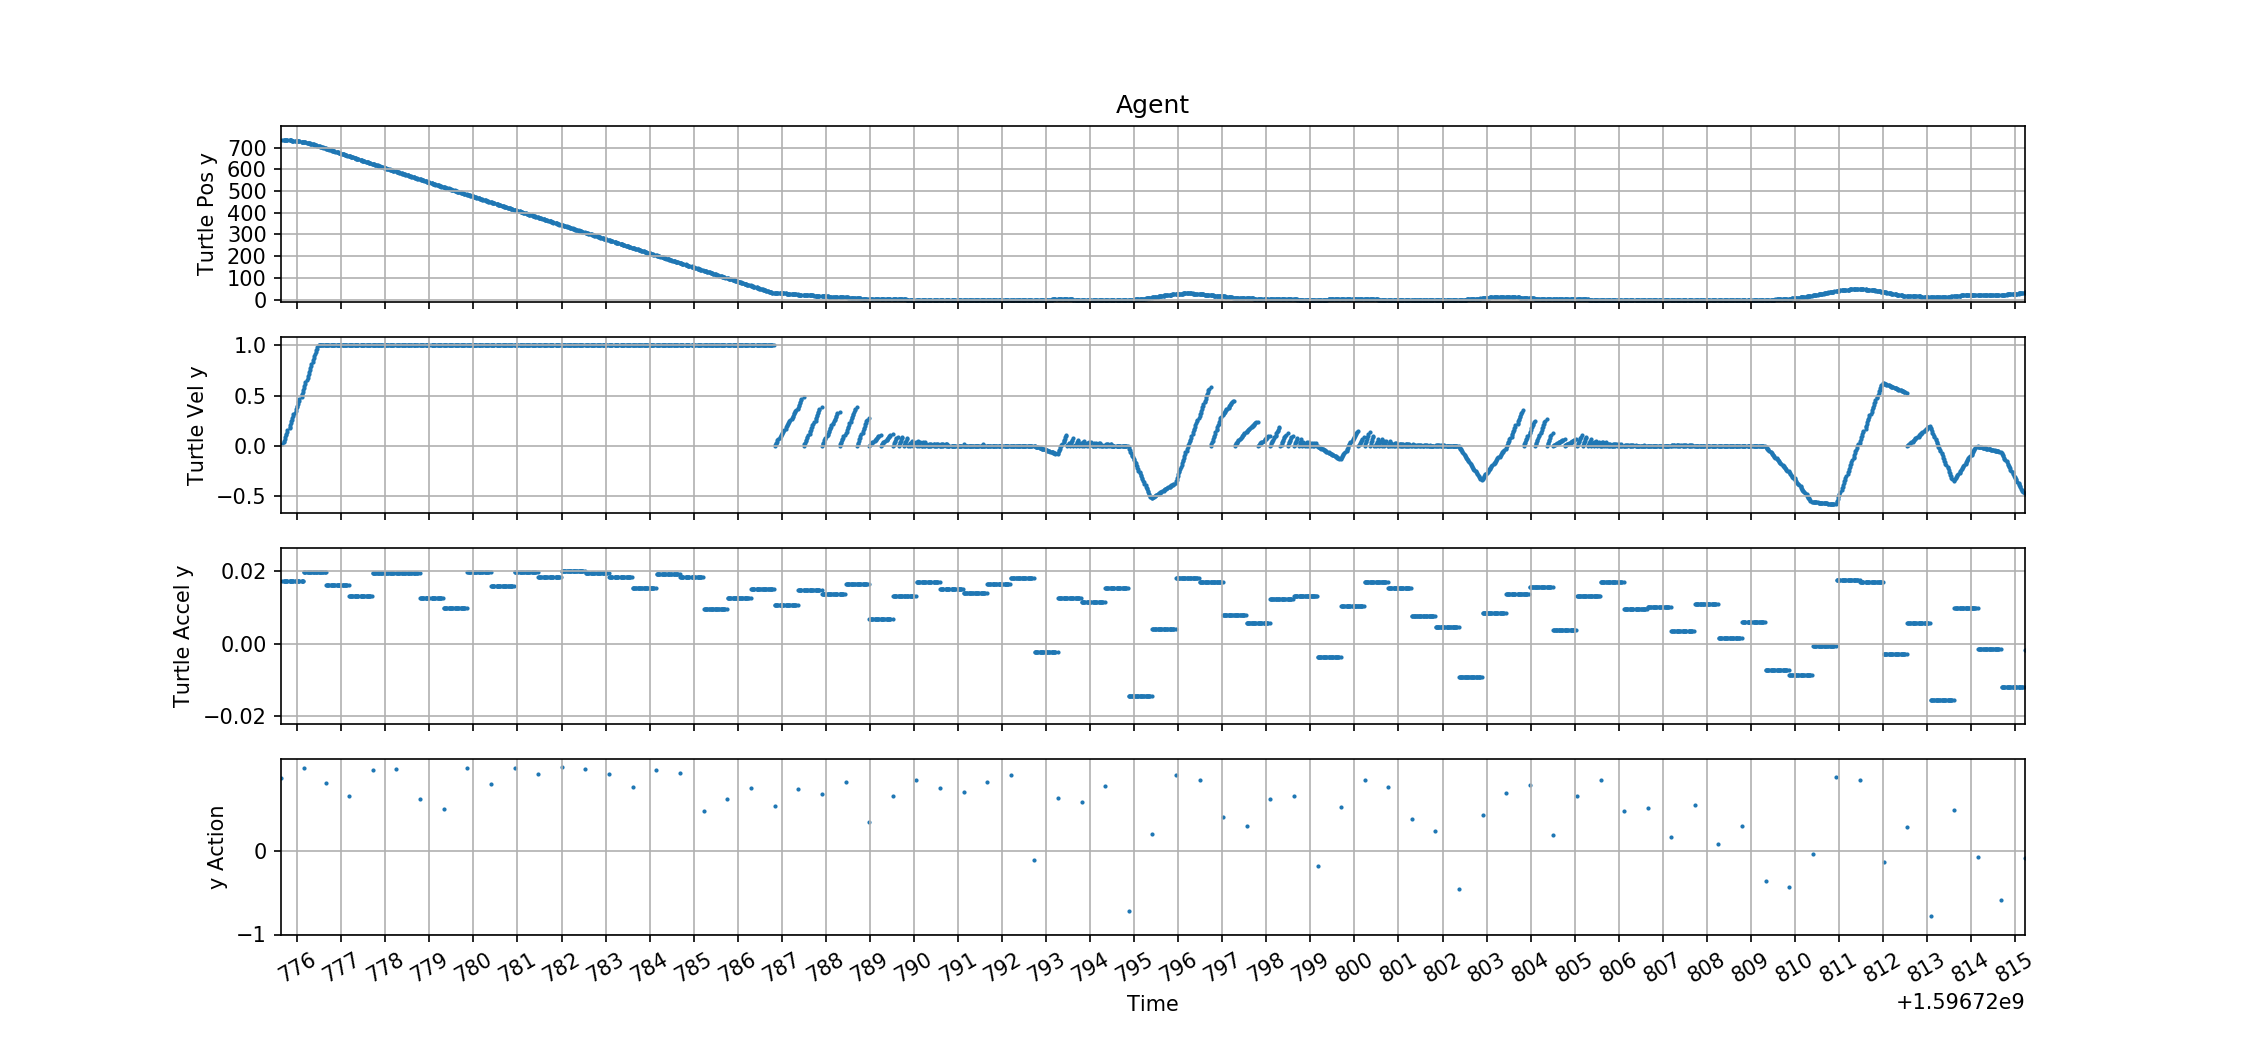 Agent
Turtle Pos y
700
600
500
400
300
200
100
0
Turtle Vel y
1.0
0.5
0.0
−0.5
Turtle Accel y
0.02
0.00
−0.02
y Action
0
−1
776 777 778 779 780 781 782 783 784 785 786 787 788 789 790 791 792 793 794 795 796 797 798 799 800 801 802 803 804 805 806 807 808 809 810 811 812 813 814 815
Time
+1.59672e9